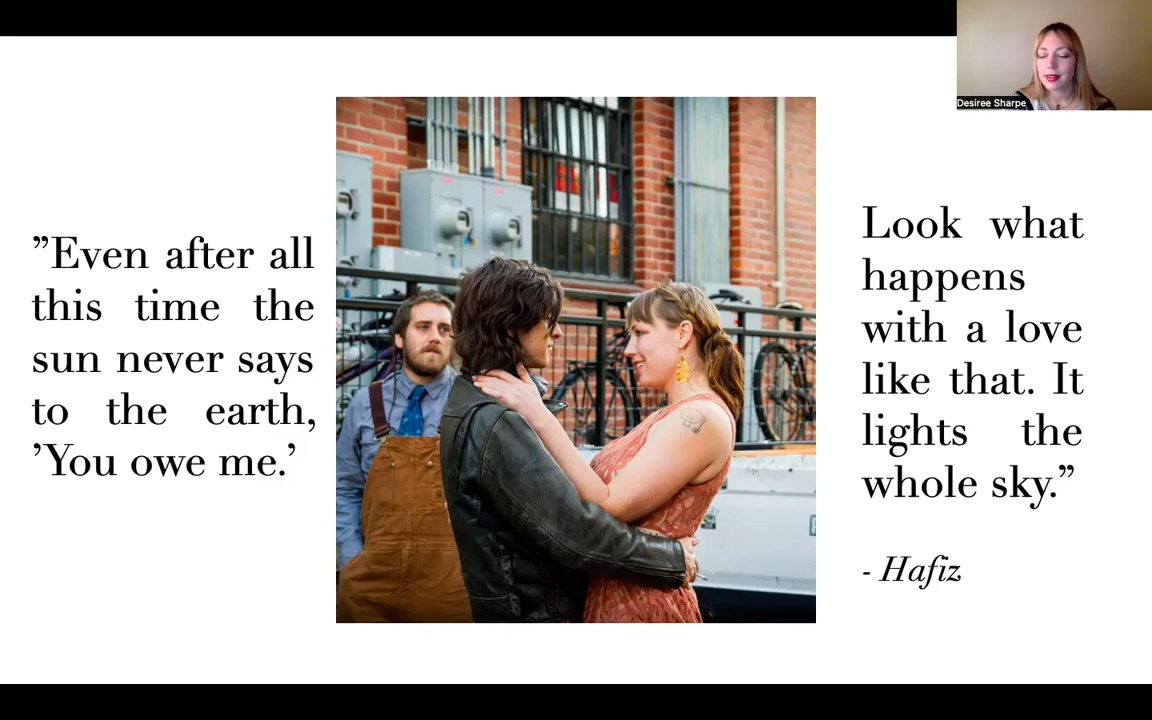 Desiree Sharpe
”Even after all
this time the
sun never says
to the earth,
’You owe me.’
Look what
happens
with a love
like that. It
lights the
whole sky.”
- Hafiz